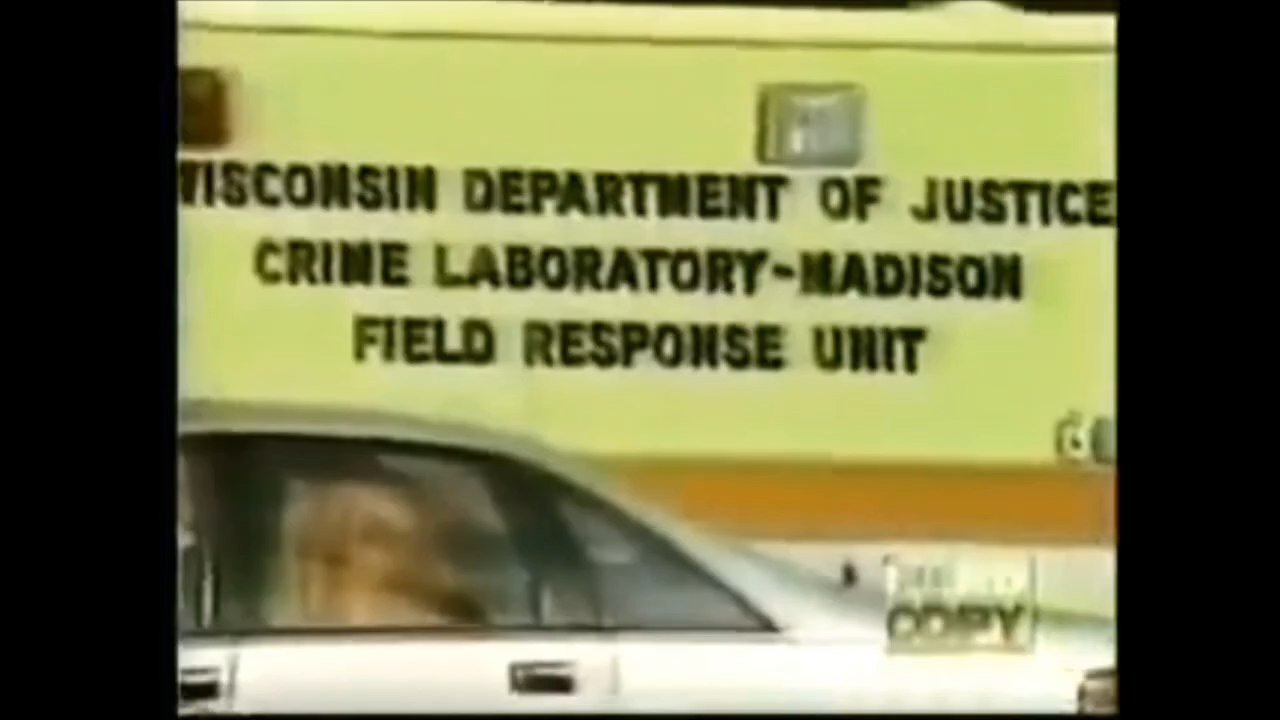 WISCONSIN DEPARTMENT OF JUSTICE
CRIME LABORATORY-MADISON
FIELD RESPONSE UNIT
COPY